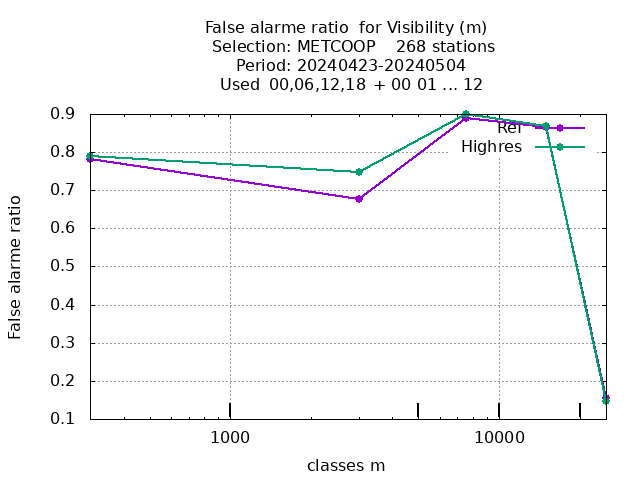 False alarme ratio  for Visibility (m)
Selection: METCOOP    268 stations
Period: 20240423-20240504
Used  00,06,12,18  + 00 01 ... 12
0.9
0.8
0.7
0.6
0.5
0.4
0.3
0.2
0.1
False alarme ratio
Ref
Highres
1000
10000
classes m